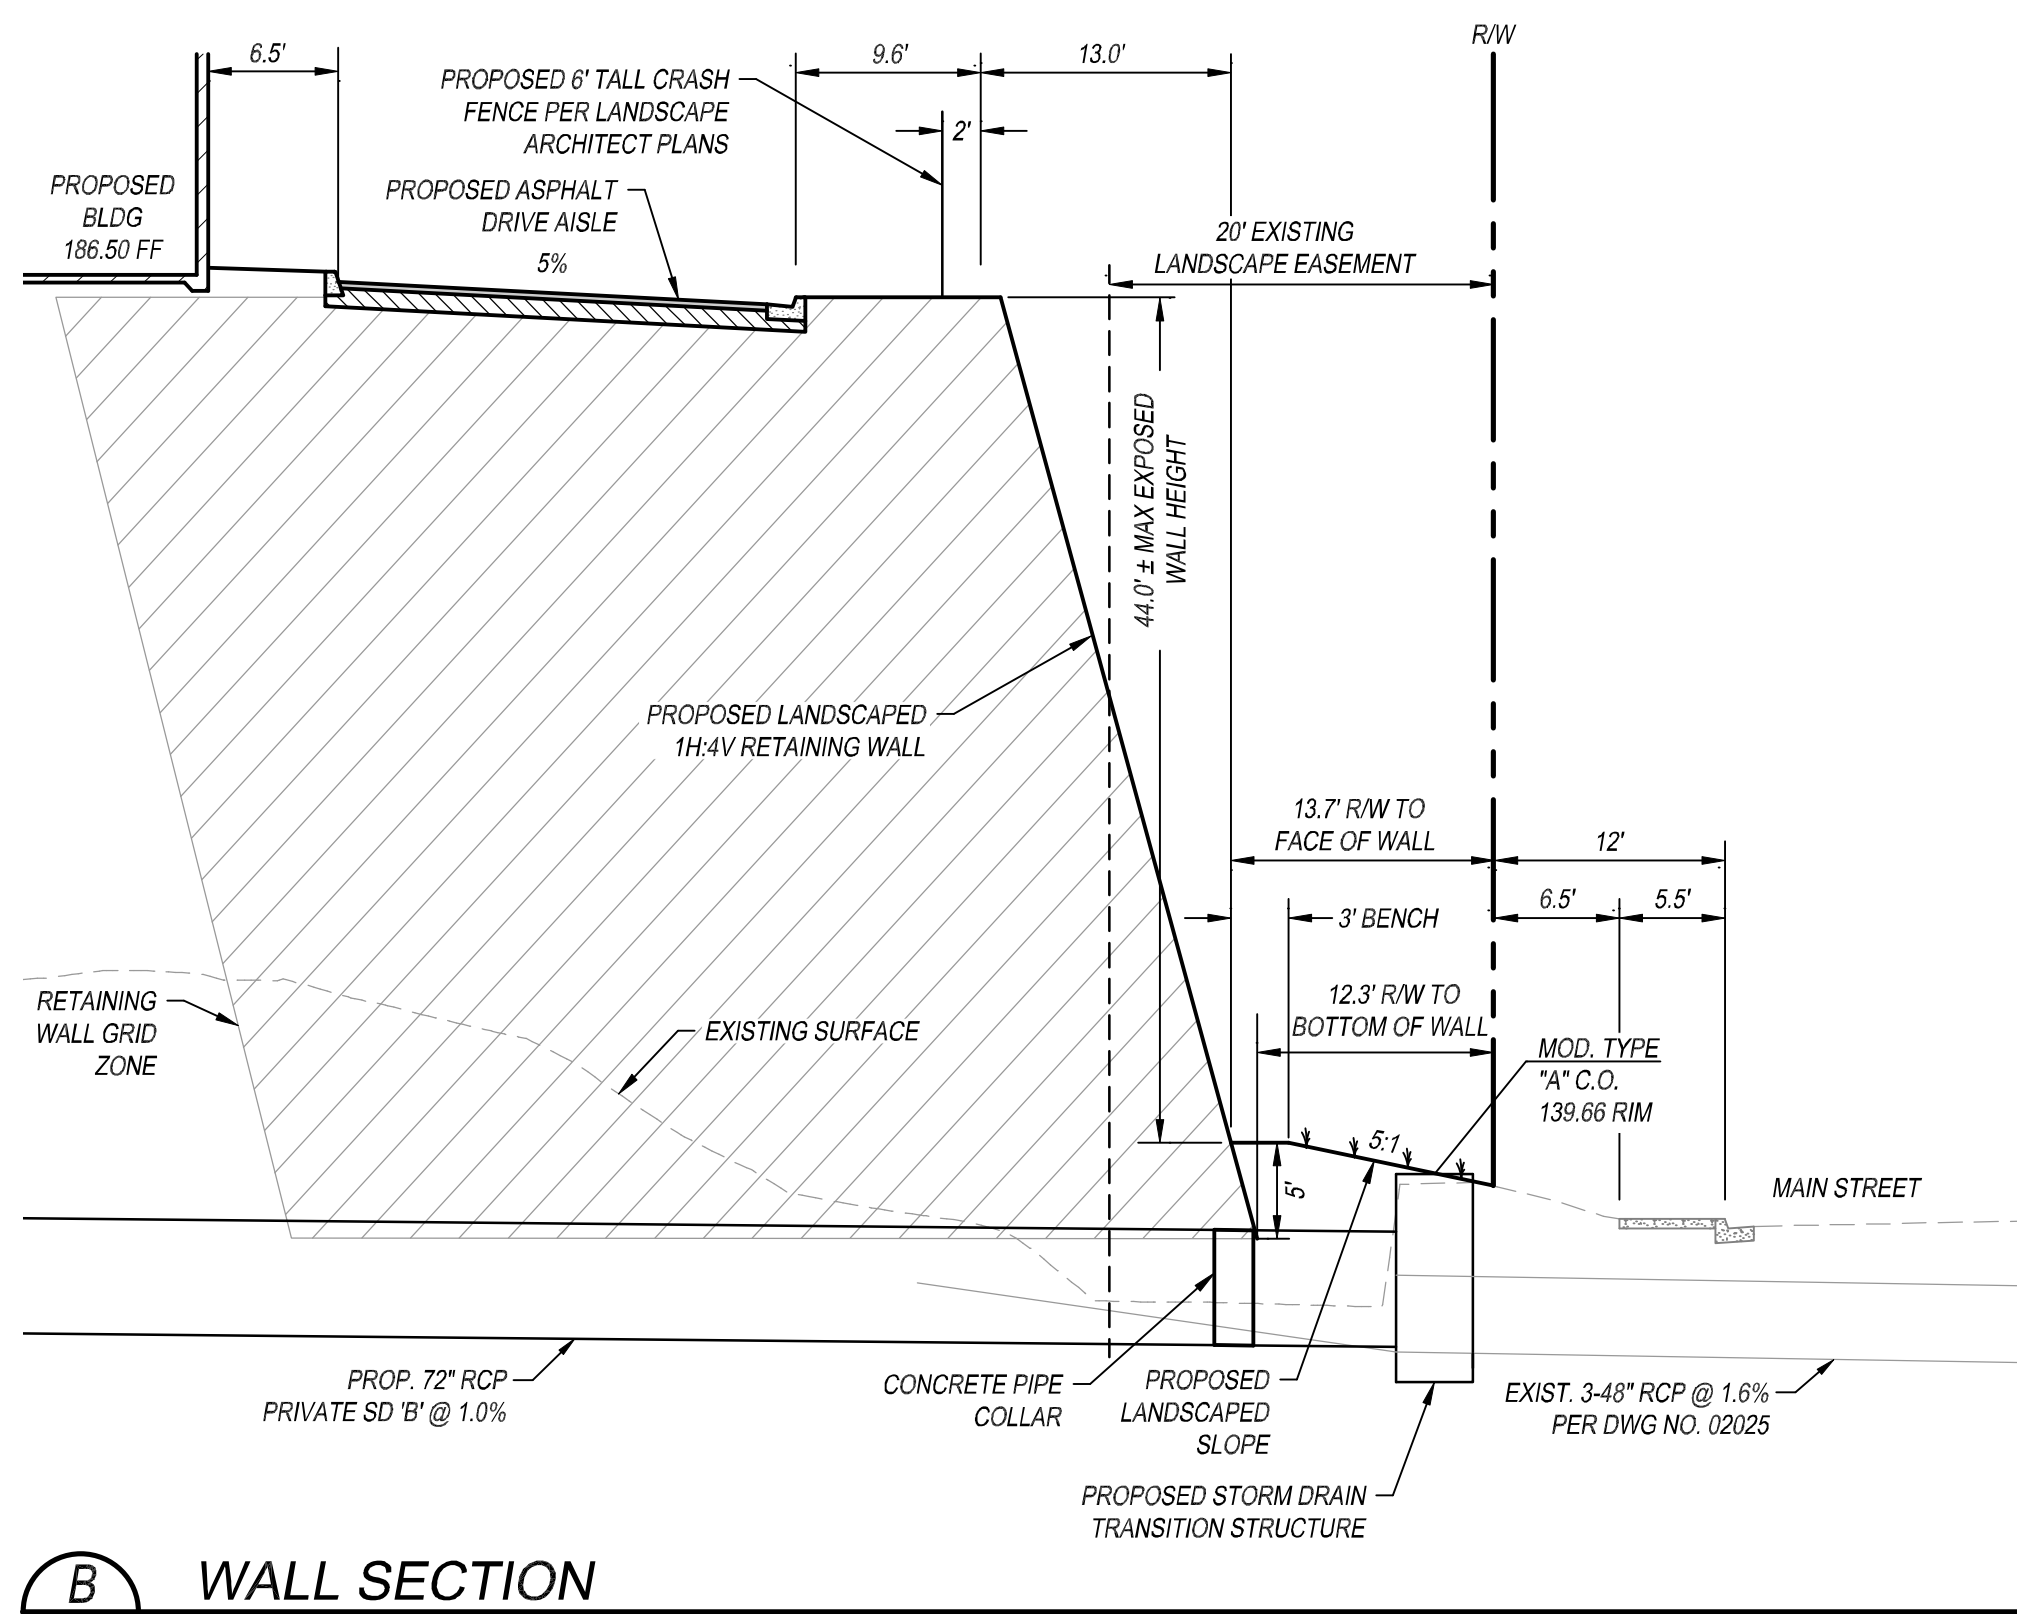 R/W
6.5'
9.6'
13.0'
PROPOSED 6' TALL CRASH
FENCE PER LANDSCAPE
ARCHITECT PLANS
2'
PROPOSED
BLDG
186.50 FF
PROPOSED ASPHALT
DRIVE AISLE
5%
20' EXISTING
LANDSCAPE EASEMENT
44.0' ± MAX EXPOSED
WALL HEIGHT
PROPOSED LANDSCAPED
1H:4V RETAINING WALL
13.7' R/W TO
FACE OF WALL
12'
6.5'
5.5'
3' BENCH
RETAINING
WALL GRID
ZONE
EXISTING SURFACE
12.3' R/W TO
BOTTOM OF WALL
MOD. TYPE
"A" C.O.
139.66 RIM
5:1
5'
MAIN STREET
PROP. 72" RCP
PRIVATE SD 'B' @ 1.0%
CONCRETE PIPE
COLLAR
PROPOSED
LANDSCAPED
SLOPE
EXIST. 3-48" RCP @ 1.6%
PER DWG NO. 02025
PROPOSED STORM DRAIN
TRANSITION STRUCTURE
B WALL SECTION